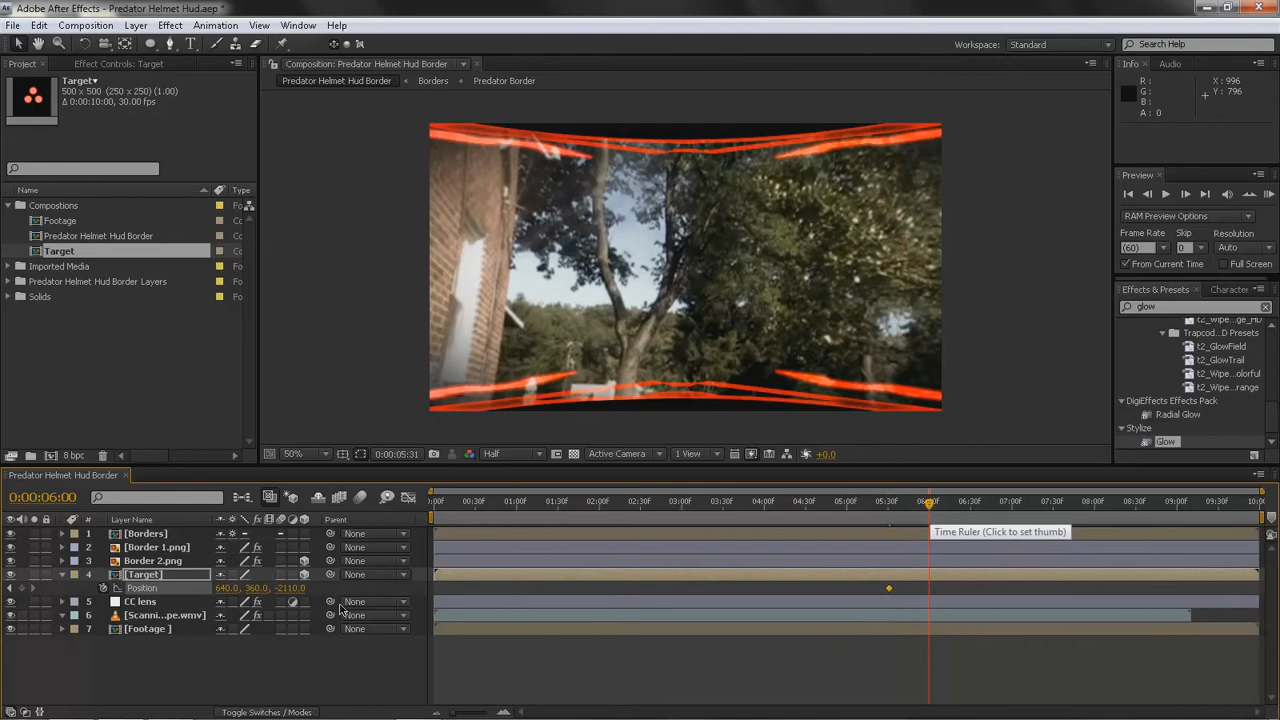 Adobe After Effects - Predator Helmet Hud.aep *
File Edit Composition Layer Effect Animation View Window Help
Workspace: Standard Search Help
Project Effect Controls: Target Composition: Predator Helmet Hud Border Info Audio
Predator Helmet Hud Border Borders Predator Border
Target
500 x 500 (250 x 250) (1.00)
Δ 0:00:10:00, 30.00 fps
R : X : 996
G : Y : 796
B :
A : 0
Name Type
Compostions
Footage Co
Predator Helmet Hud Border Co
Target Co
Imported Media Fo
Predator Helmet Hud Border Layers Fo
Solids Fo
8 bpc
Preview
RAM Preview Options
Frame Rate Skip Resolution
(60) 0 Auto
From Current Time Full Screen
Effects & Presets Character
glow
t2_Wipe...ge_HD
Trapcod...D Presets
t2_GlowField
t2_GlowTrail
t2_Wipe...olorful
t2_Wipe...range
DigiEffects Effects Pack
Radial Glow
Stylize
Glow
50% 0:00:05:31 Half Active Camera 1 View +0.0
Predator Helmet Hud Border
0:00:06:00
:00f 00:30f 01:00f 01:30f 02:00f 02:30f 03:00f 03:30f 04:00f 04:30f 05:00f 05:30f 06:00f 06:30f 07:00f 07:30f 08:00f 08:30f 09:00f 09:30f 10:0
# Layer Name Parent
1 [Borders] None
2 Border 1.png] None
3 Border 2.png None
4 [Target] None
Position 640.0, 360.0, -2110.0
5 CC lens None
6 [Scanni...pe.wmv] None
7 [Footage ] None
Time Ruler (Click to set thumb)
Toggle Switches / Modes